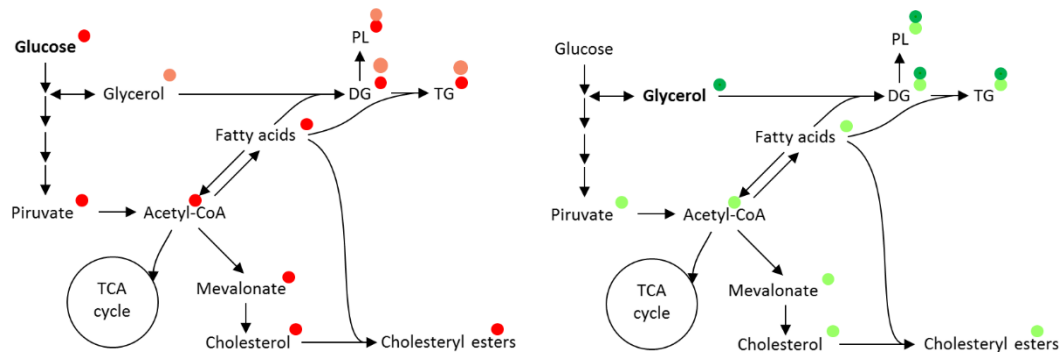 PL
Glucose
Glycerol
DG
TG
Fatty acids
Piruvate
Acetyl-CoA
TCA
cycle
Mevalonate
Cholesterol
Cholesteryl esters
PL
Glucose
Glycerol
DG
TG
Fatty acids
Piruvate
Acetyl-CoA
TCA
cycle
Mevalonate
Cholesterol
Cholesteryl esters